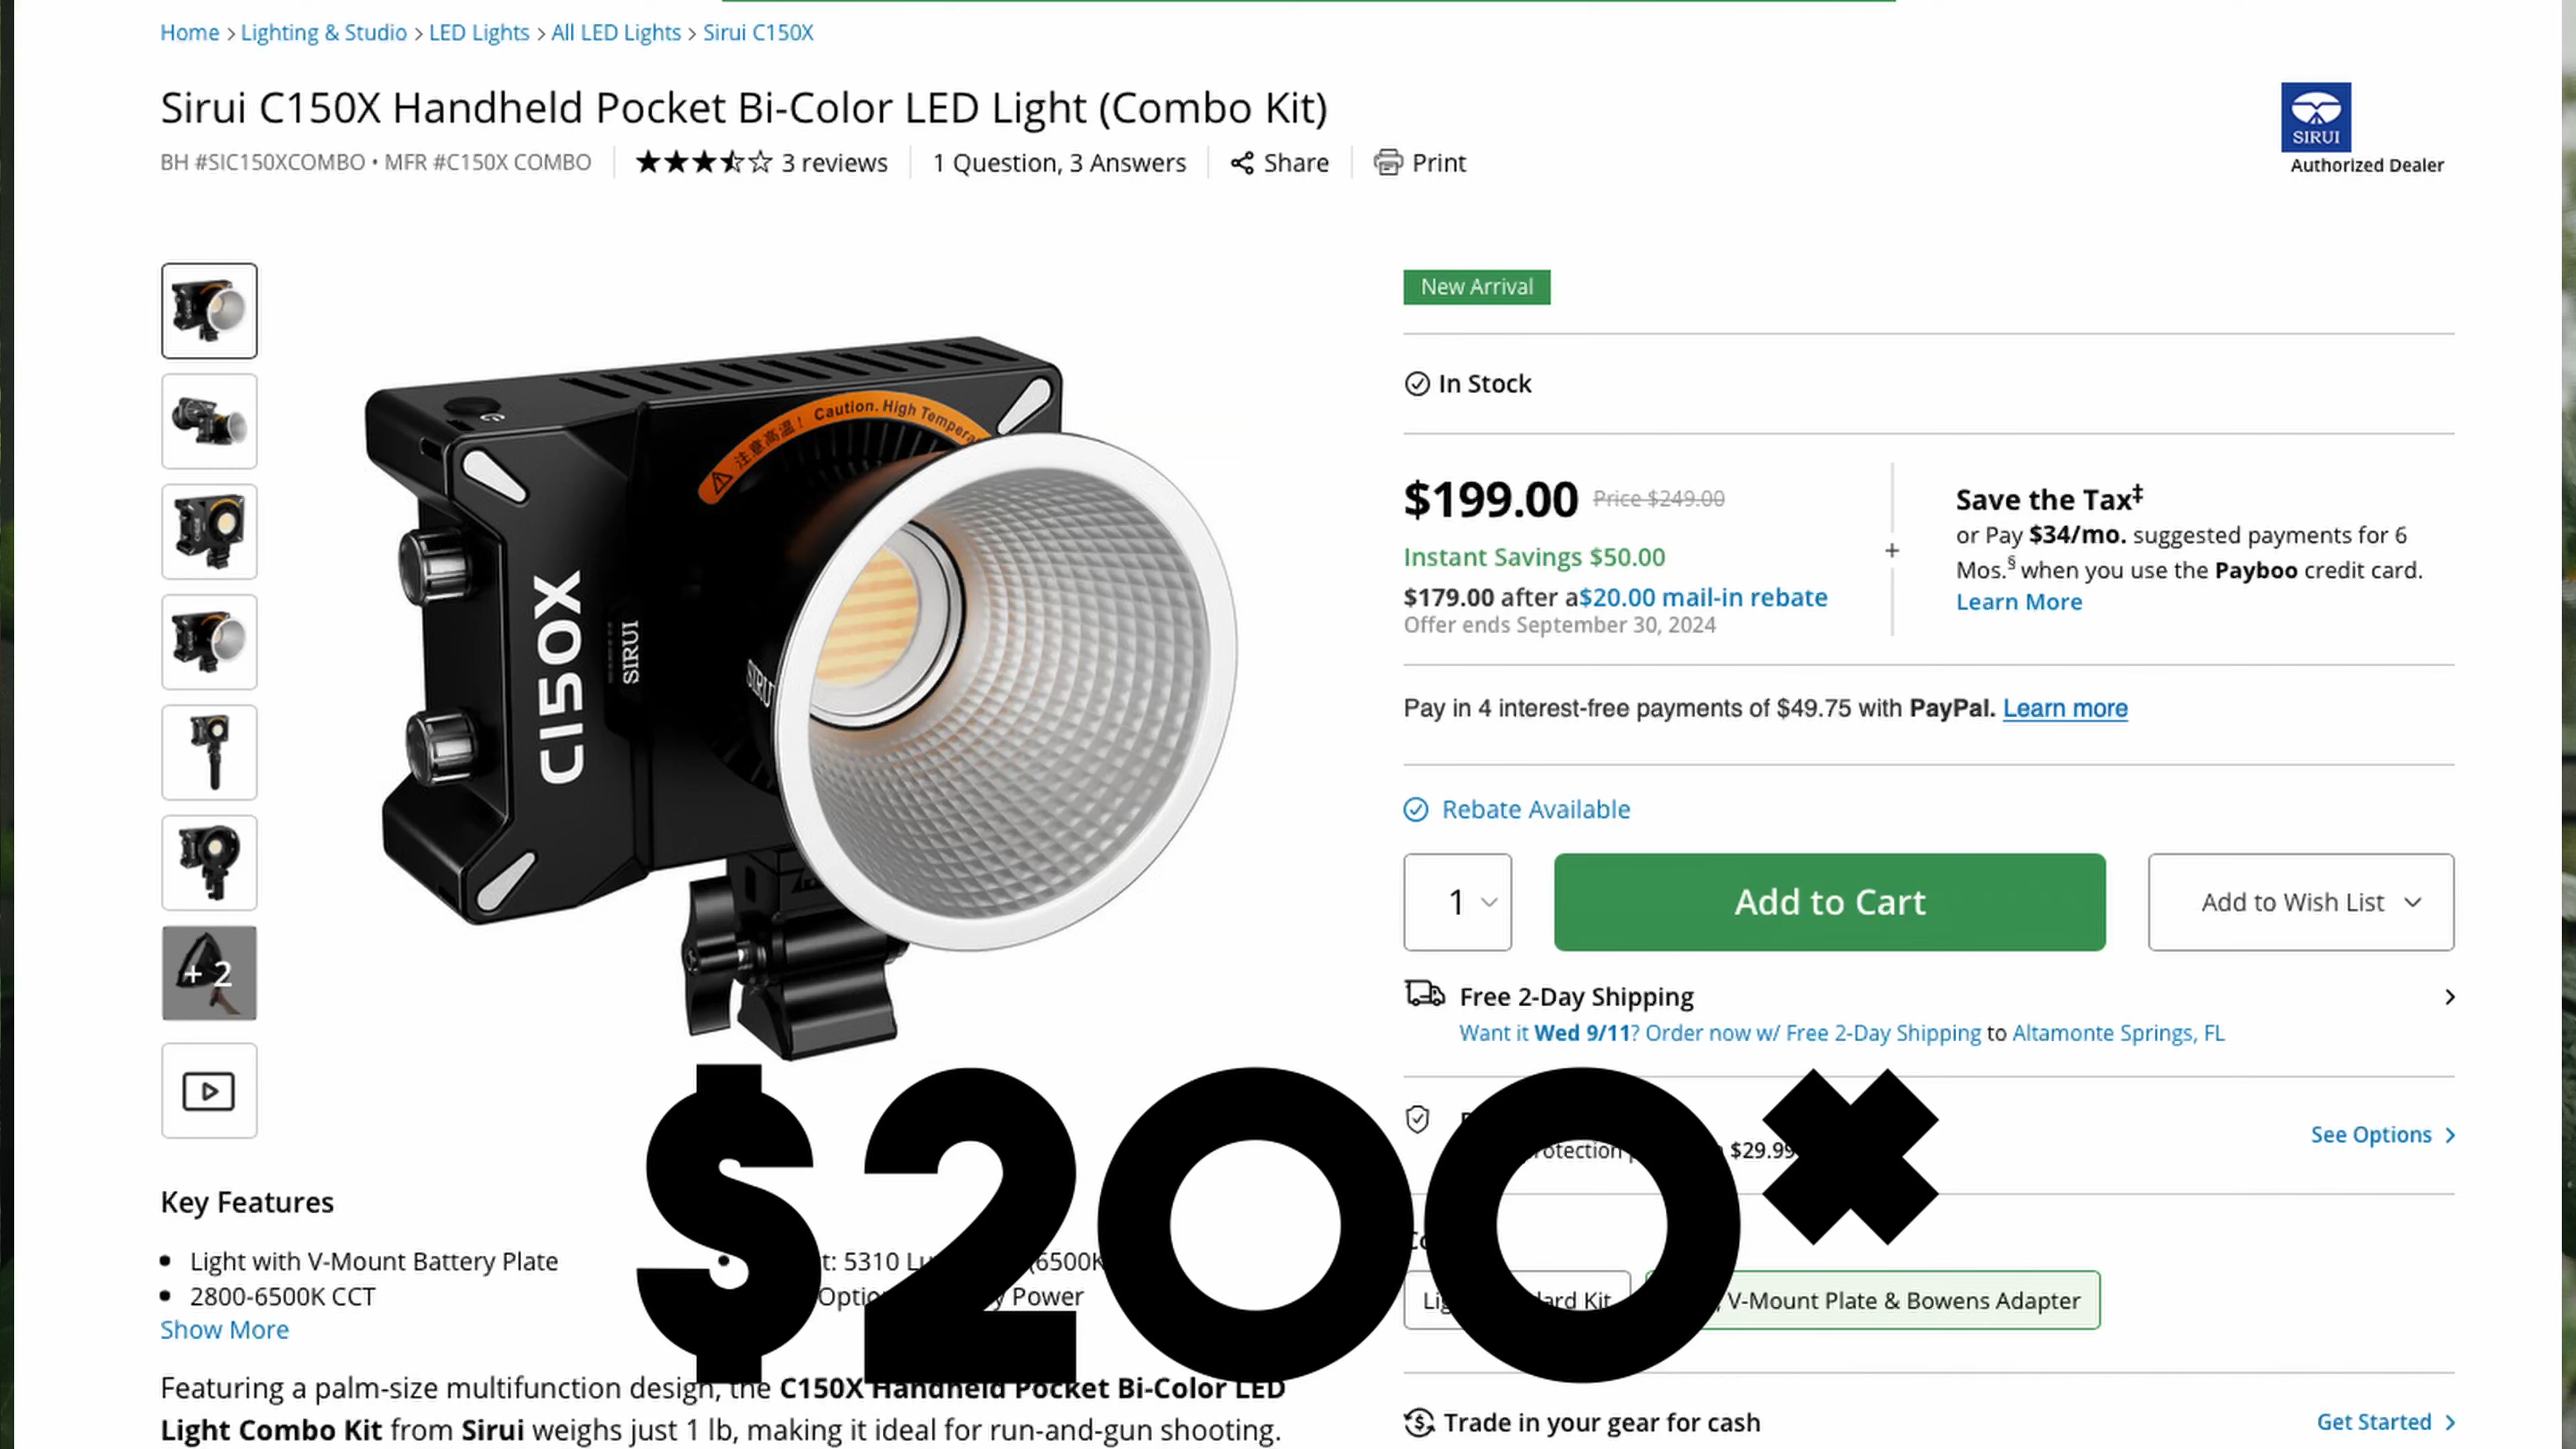 Home > Lighting & Studio > LED Lights > All LED Lights > Sirui C150X
Sirui C150X Handheld Pocket Bi-Color LED Light (Combo Kit)
BH #SIC150XCOMBO • MFR #C150X COMBO
3 reviews
1 Question, 3 Answers
Share
Print
SIRUI
Authorized Dealer
注意高温! Caution. High
C150X
SIRUI
SIRUI
+ 2
New Arrival
In Stock
$199.00 Price $249.00
Instant Savings $50.00
$179.00 after a$20.00 mail-in rebate
Offer ends September 30, 2024
+
Save the Tax‡
or Pay $34/mo. suggested payments for 6
Mos.§ when you use the Payboo credit card.
Learn More
Pay in 4 interest-free payments of $49.75 with PayPal. Learn more
Rebate Available
1
Add to Cart
Add to Wish List
Free 2-Day Shipping
Want it Wed 9/11? Order now w/ Free 2-Day Shipping to Altamonte Springs, FL
$29.99
See Options
$200*
Key Features
• Light with V-Mount Battery Plate
• 2800-6500K CCT
Show More
5310
Power
V-Mount Plate & Bowens Adapter
Kit
Featuring a palm-size multifunction design, the C150X Handheld Pocket Bi-Color LED
Light Combo Kit from Sirui weighs just 1 lb, making it ideal for run-and-gun shooting.
Trade in your gear for cash
Get Started